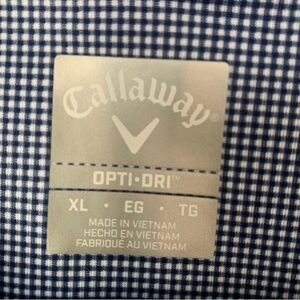 Callaway®
OPTI•DRI™
XL • EG • TG
MADE IN VIETNAM
HECHO EN VIETNAM
FABRIQUÉ AU VIETNAM